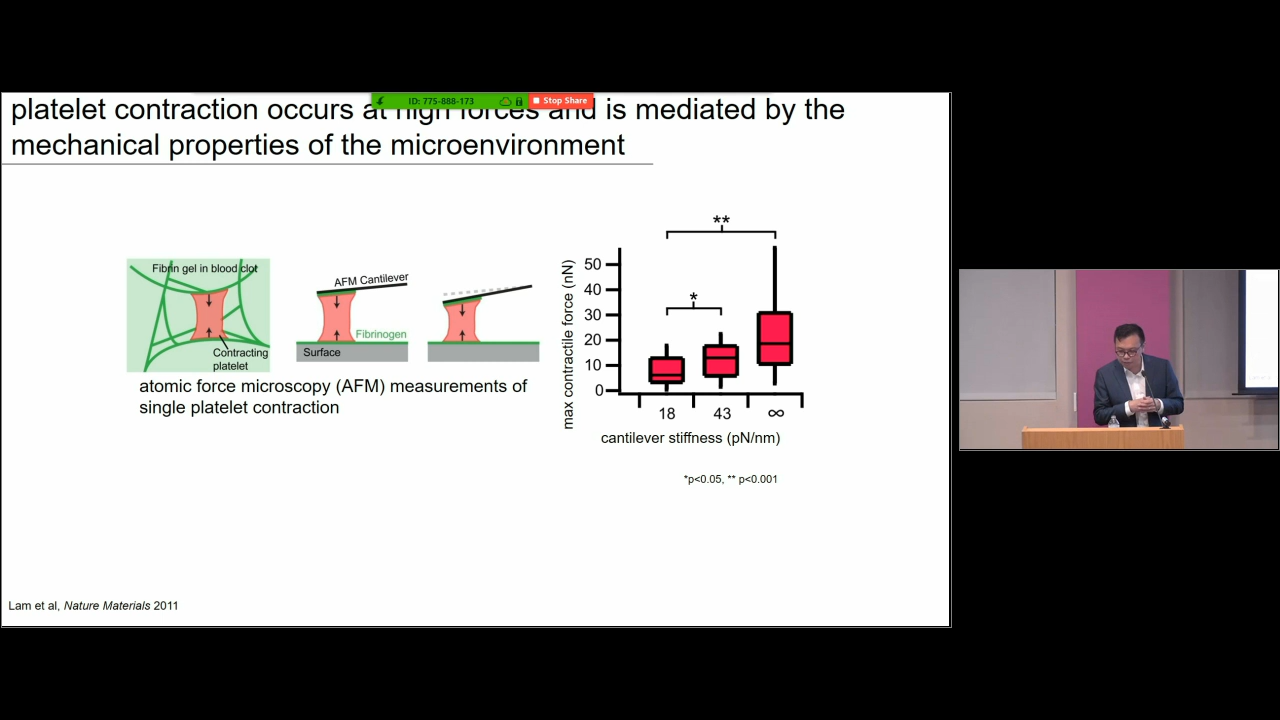 ID: 775-888-173
Stop Share
platelet contraction occurs at high forces and is mediated by the
mechanical properties of the microenvironment
Fibrin gel in blood clot
Contracting
platelet
AFM Cantilever
Fibrinogen
Surface
atomic force microscopy (AFM) measurements of
single platelet contraction
max contractile force (nN)
50
40
30
20
10
0
**
*
18 43 ∞
cantilever stiffness (pN/nm)
*p<0.05, ** p<0.001
Lam et al, Nature Materials 2011